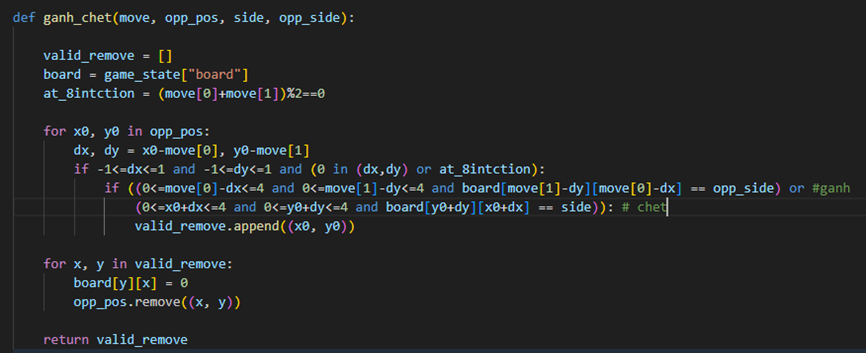 def ganh_chet(move, opp_pos, side, opp_side):
    valid_remove = []
    board = game_state["board"]
    at_8intction = (move[0]+move[1])%2==0
    for x0, y0 in opp_pos:
        dx, dy = x0-move[0], y0-move[1]
        if -1<=dx<=1 and -1<=dy<=1 and (0 in (dx,dy) or at_8intction):
            if ((0<=move[0]-dx<=4 and 0<=move[1]-dy<=4 and board[move[1]-dy][move[0]-dx] == opp_side) or #ganh
                (0<=x0+dx<=4 and 0<=y0+dy<=4 and board[y0+dy][x0+dx] == side)): # chet
                valid_remove.append((x0, y0))
    for x, y in valid_remove:
        board[y][x] = 0
        opp_pos.remove((x, y))
    return valid_remove